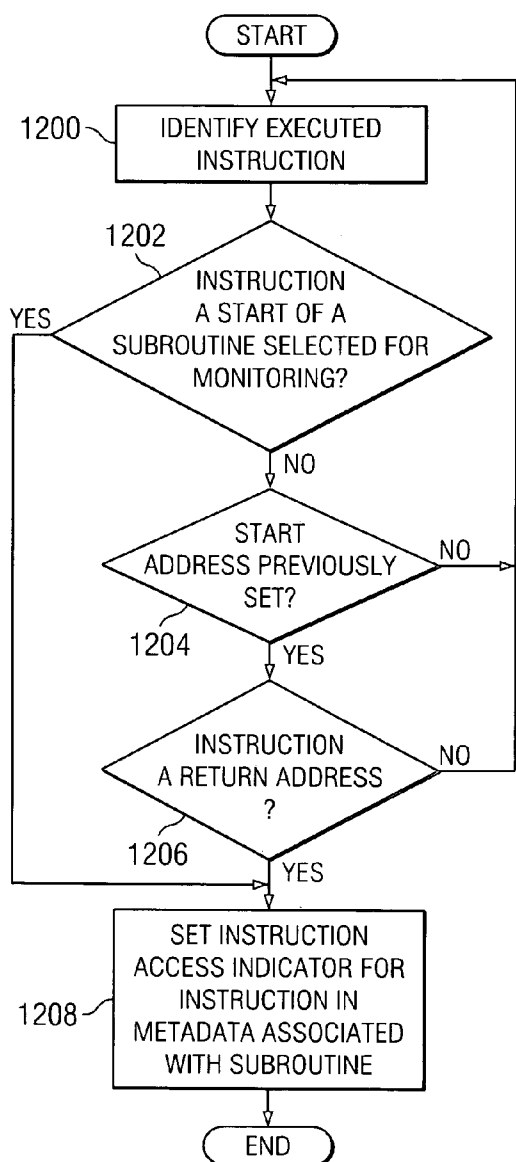 START
1200
IDENTIFY EXECUTED
INSTRUCTION
1202
YES
INSTRUCTION
A START OF A
SUBROUTINE SELECTED FOR
MONITORING?
NO
START
ADDRESS PREVIOUSLY
SET?
NO
1204
YES
INSTRUCTION
A RETURN ADDRESS
?
NO
1206
YES
SET INSTRUCTION
ACCESS INDICATOR FOR
INSTRUCTION IN
METADATA ASSOCIATED
WITH SUBROUTINE
1208
END